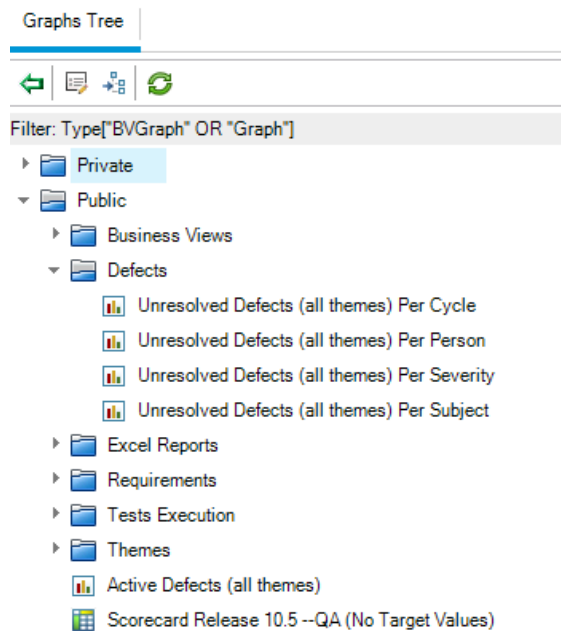 Graphs Tree
Filter: Type["BVGraph" OR "Graph"]
Private
Public
Business Views
Defects
Unresolved Defects (all themes) Per Cycle
Unresolved Defects (all themes) Per Person
Unresolved Defects (all themes) Per Severity
Unresolved Defects (all themes) Per Subject
Excel Reports
Requirements
Tests Execution
Themes
Active Defects (all themes)
Scorecard Release 10.5 --QA (No Target Values)